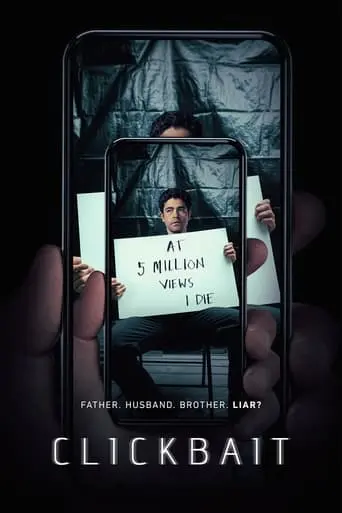 AT
5 MILLION
VIEWS
I DIE
FATHER. HUSBAND. BROTHER. LIAR?
CLICKBAIT